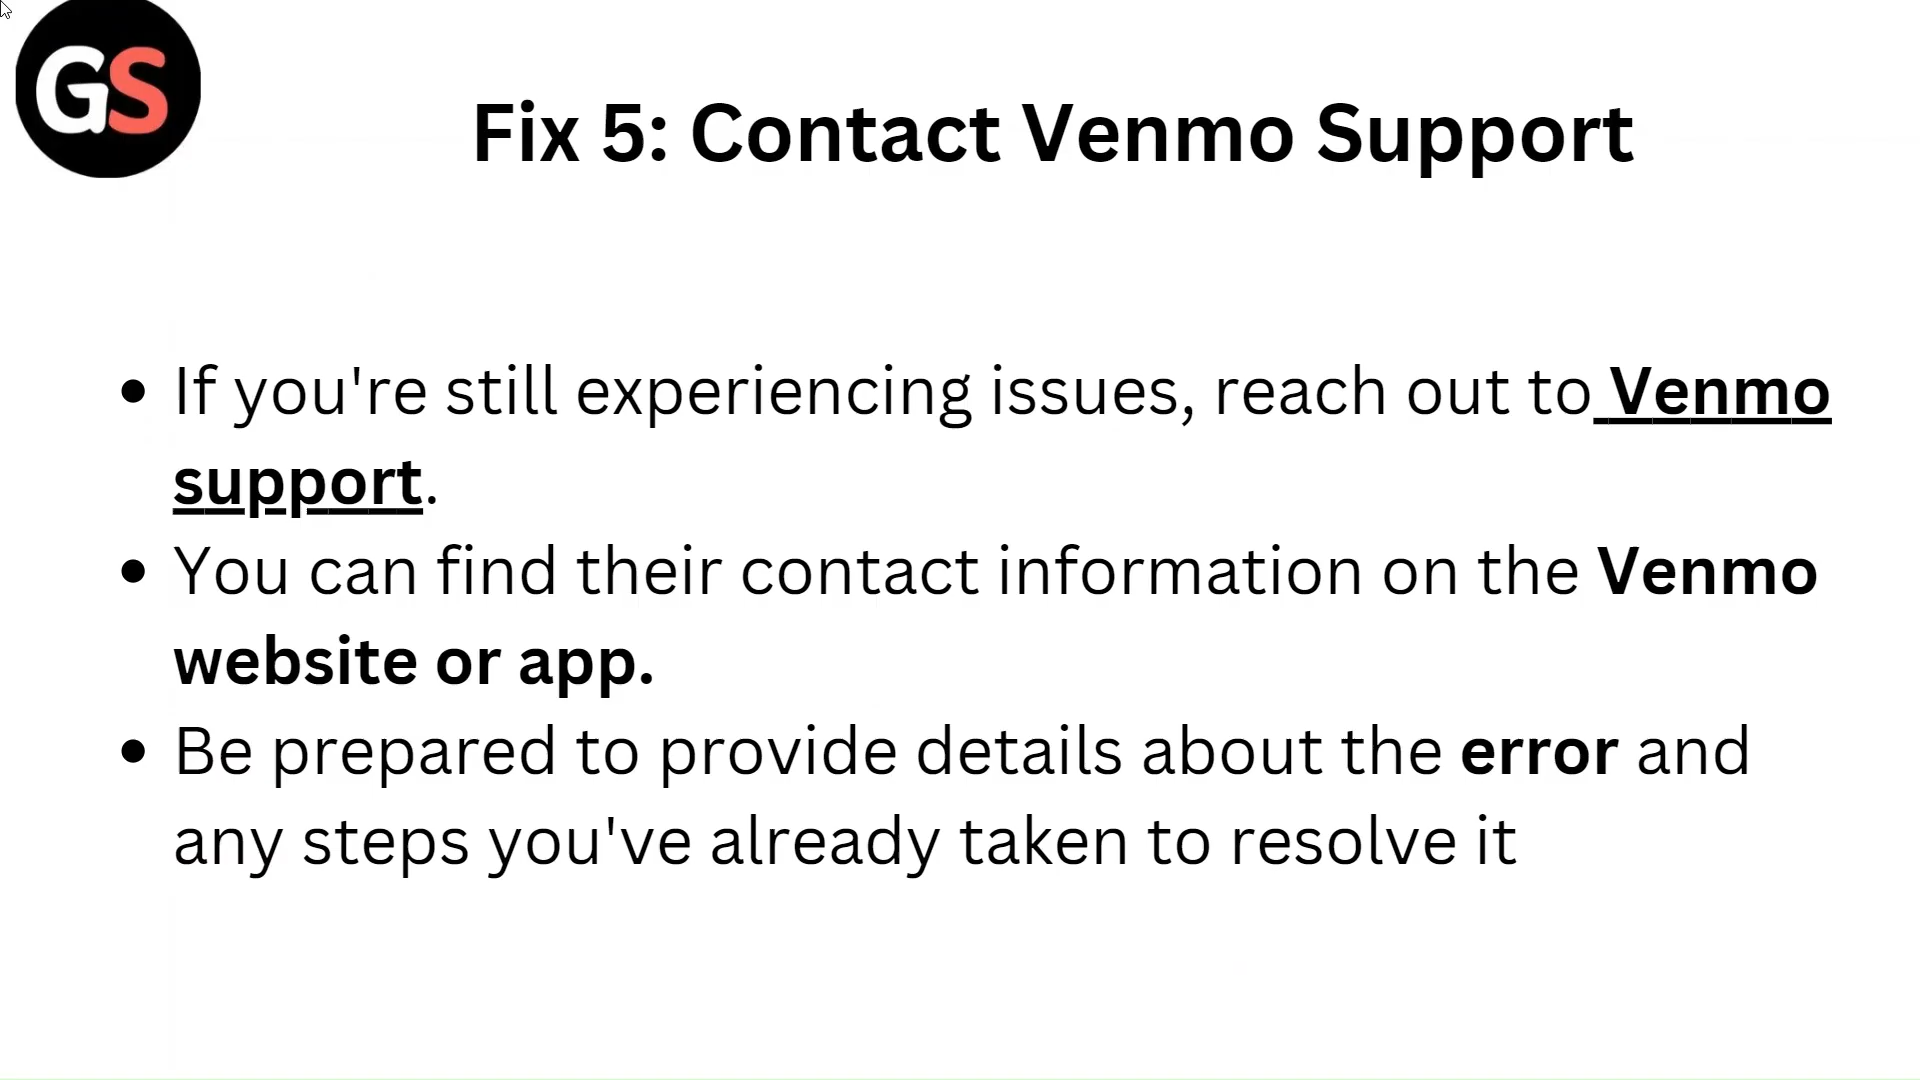 GS
Fix 5: Contact Venmo Support
• If you're still experiencing issues, reach out to Venmo
support.
• You can find their contact information on the Venmo
website or app.
• Be prepared to provide details about the error and
any steps you've already taken to resolve it